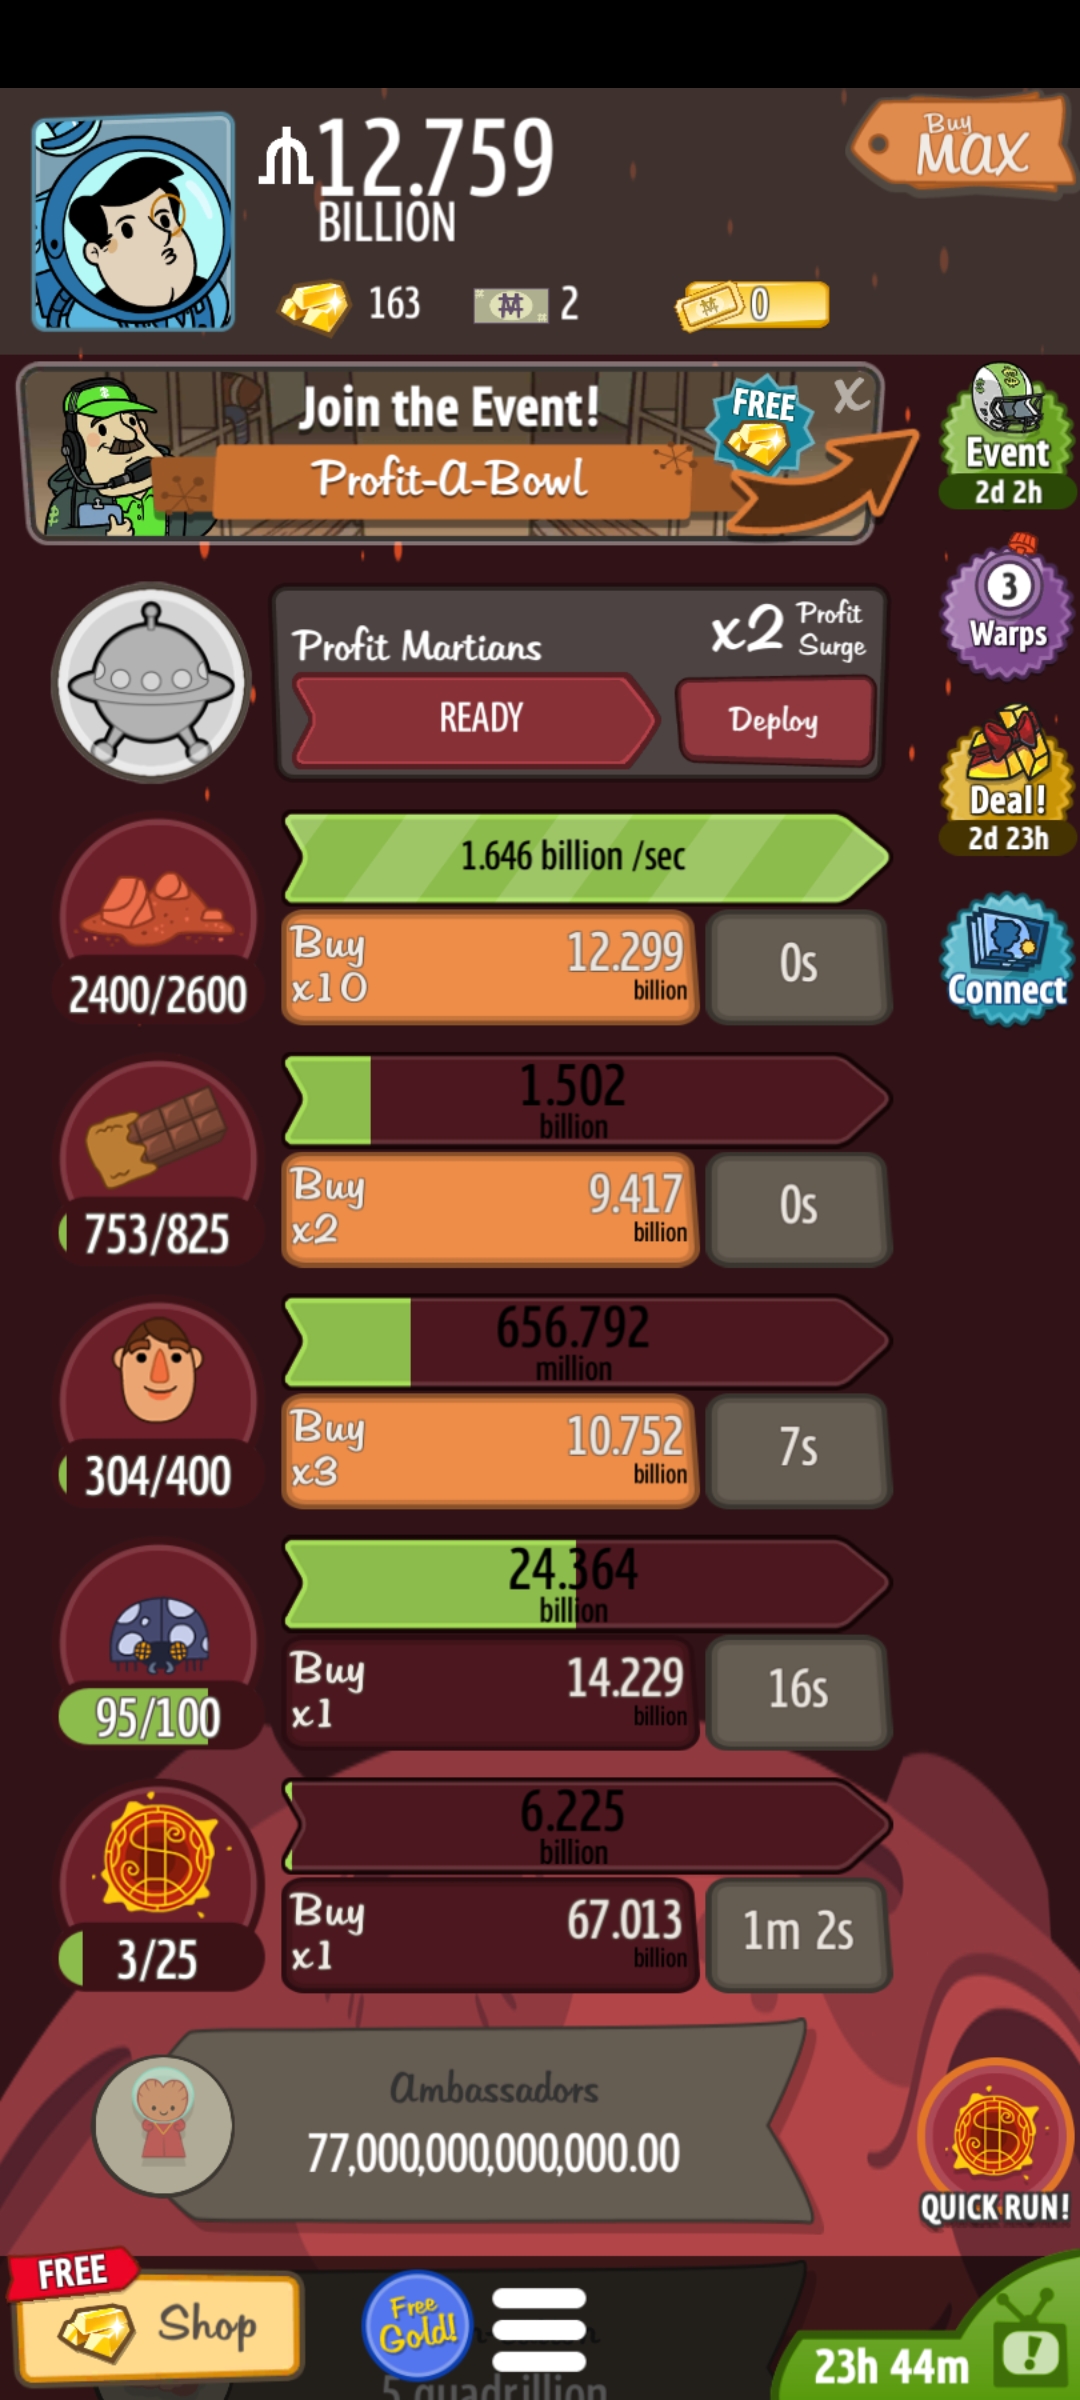 12.759
BILLION
Buy
MAX
163
2
0
Join the Event!
FREE
X
Profit-A-Bowl
Event
2d 2h
3
Warps
Profit Martians
x2 Profit Surge
READY
Deploy
Deal!
2d 23h
1.646 billion /sec
2400/2600
Buy x10
12.299 billion
0s
Connect
1.502
billion
753/825
Buy x2
9.417 billion
0s
656.792
million
304/400
Buy x3
10.752 billion
7s
24.364
billion
95/100
Buy x1
14.229 billion
16s
6.225
billion
3/25
Buy x1
67.013 billion
1m 2s
Ambassadors
77,000,000,000,000.00
QUICK RUN!
FREE
Shop
Free Gold!
23h 44m
5 quadrillion